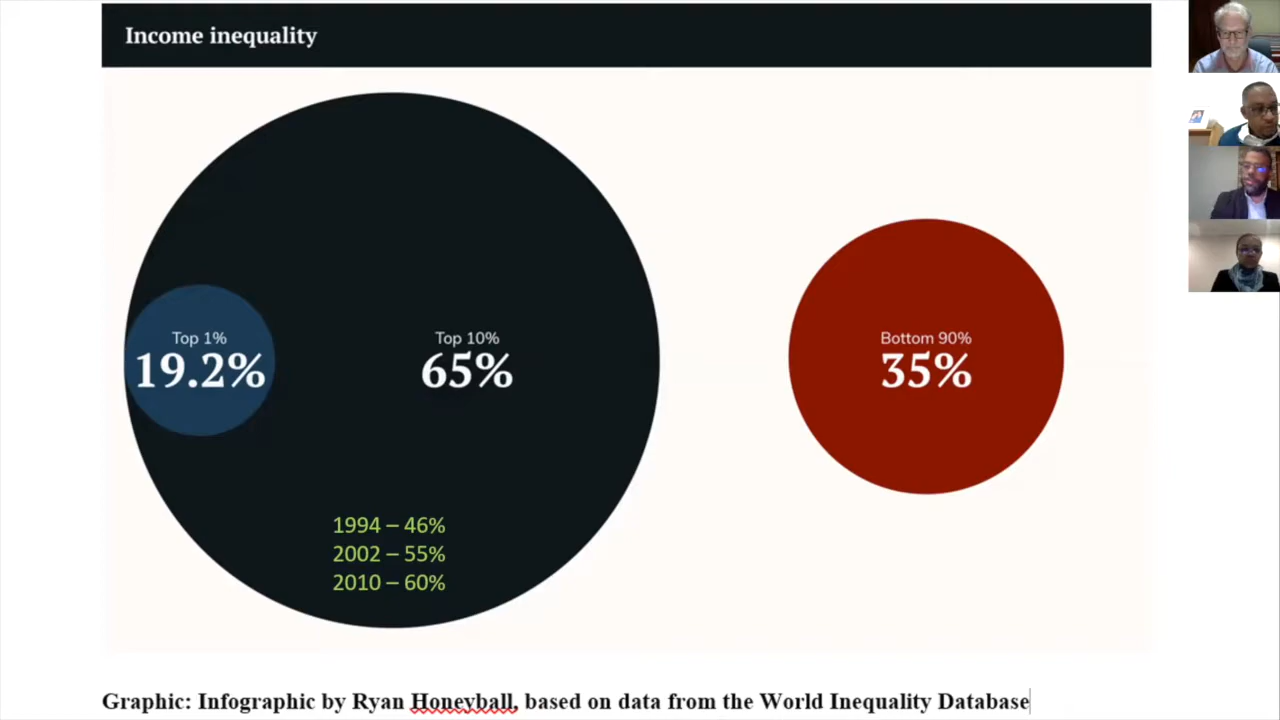 Income inequality
Top 1%
19.2%
Top 10%
65%
1994 – 46%
2002 – 55%
2010 – 60%
Bottom 90%
35%
Graphic: Infographic by Ryan Honeyball, based on data from the World Inequality Database